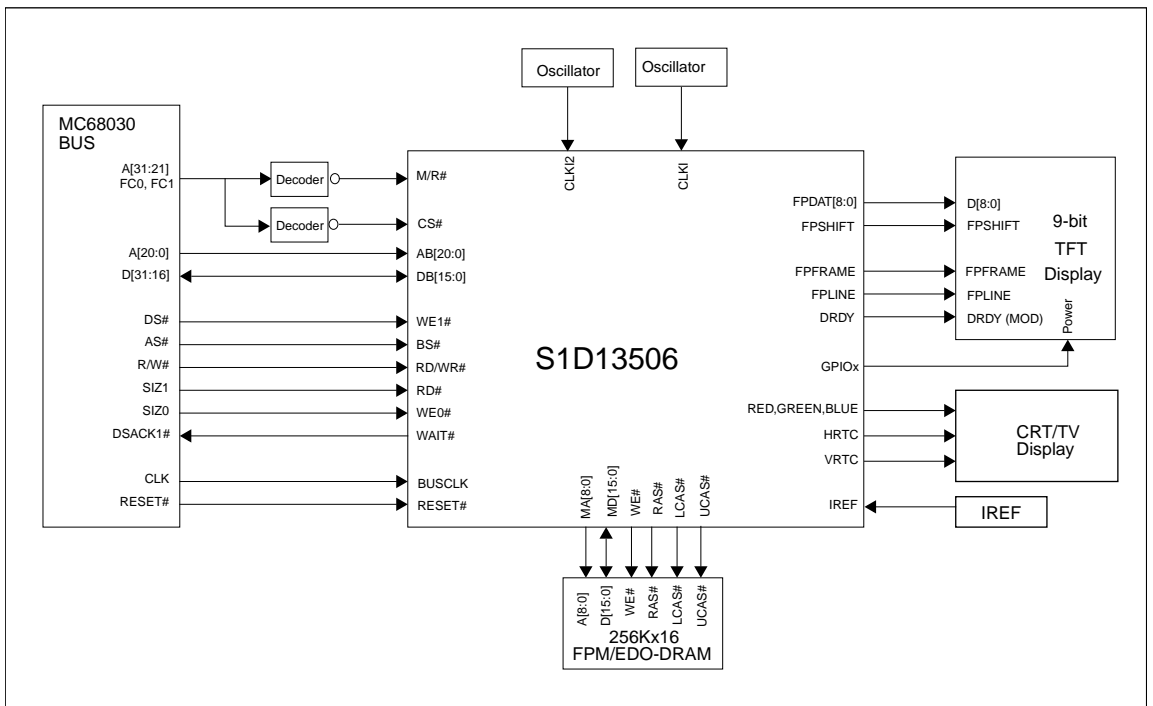 Oscillator
Oscillator
MC68030
BUS
A[31:21]
FC0, FC1
A[20:0]
D[31:16]
DS#
AS#
R/W#
SIZ1
SIZ0
DSACK1#
CLK
RESET#
Decoder
Decoder
CLKI2
CLKI
M/R#
CS#
AB[20:0]
DB[15:0]
WE1#
BS#
RD/WR#
RD#
WE0#
WAIT#
BUSCLK
RESET#
S1D13506
FPDAT[8:0]
FPSHIFT
FPFRAME
FPLINE
DRDY
GPIOx
RED,GREEN,BLUE
HRTC
VRTC
IREF
D[8:0]
FPSHIFT
FPFRAME
FPLINE
DRDY (MOD)
9-bit
TFT
Display
Power
CRT/TV
Display
IREF
MA[8:0]
MD[15:0]
WE#
RAS#
LCAS#
UCAS#
A[8:0]
D[15:0]
WE#
RAS#
LCAS#
UCAS#
256Kx16
FPM/EDO-DRAM